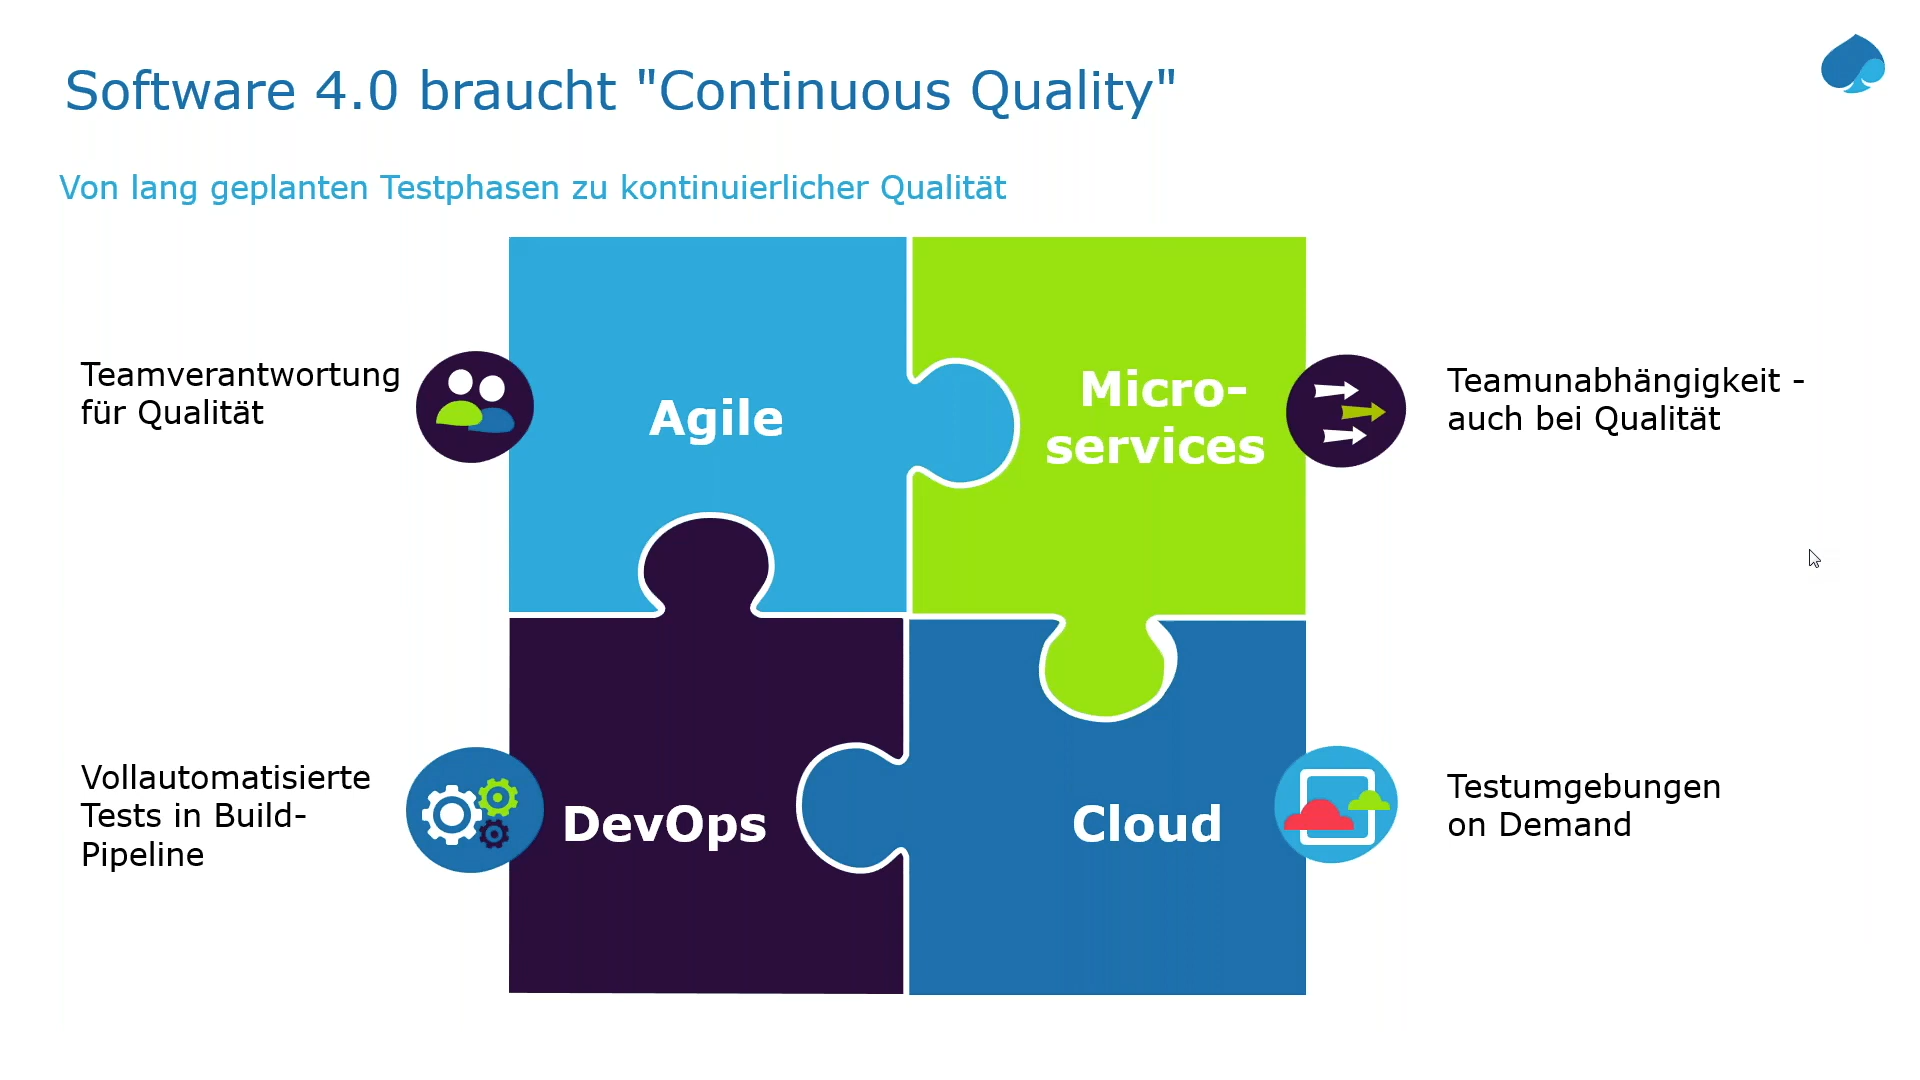 Software 4.0 braucht "Continuous Quality"
Von lang geplanten Testphasen zu kontinuierlicher Qualität
Teamverantwortung
für Qualität
Agile
Micro-
services
Teamunabhängigkeit -
auch bei Qualität
Vollautomatisierte
Tests in Build-
Pipeline
DevOps
Cloud
Testumgebungen
on Demand